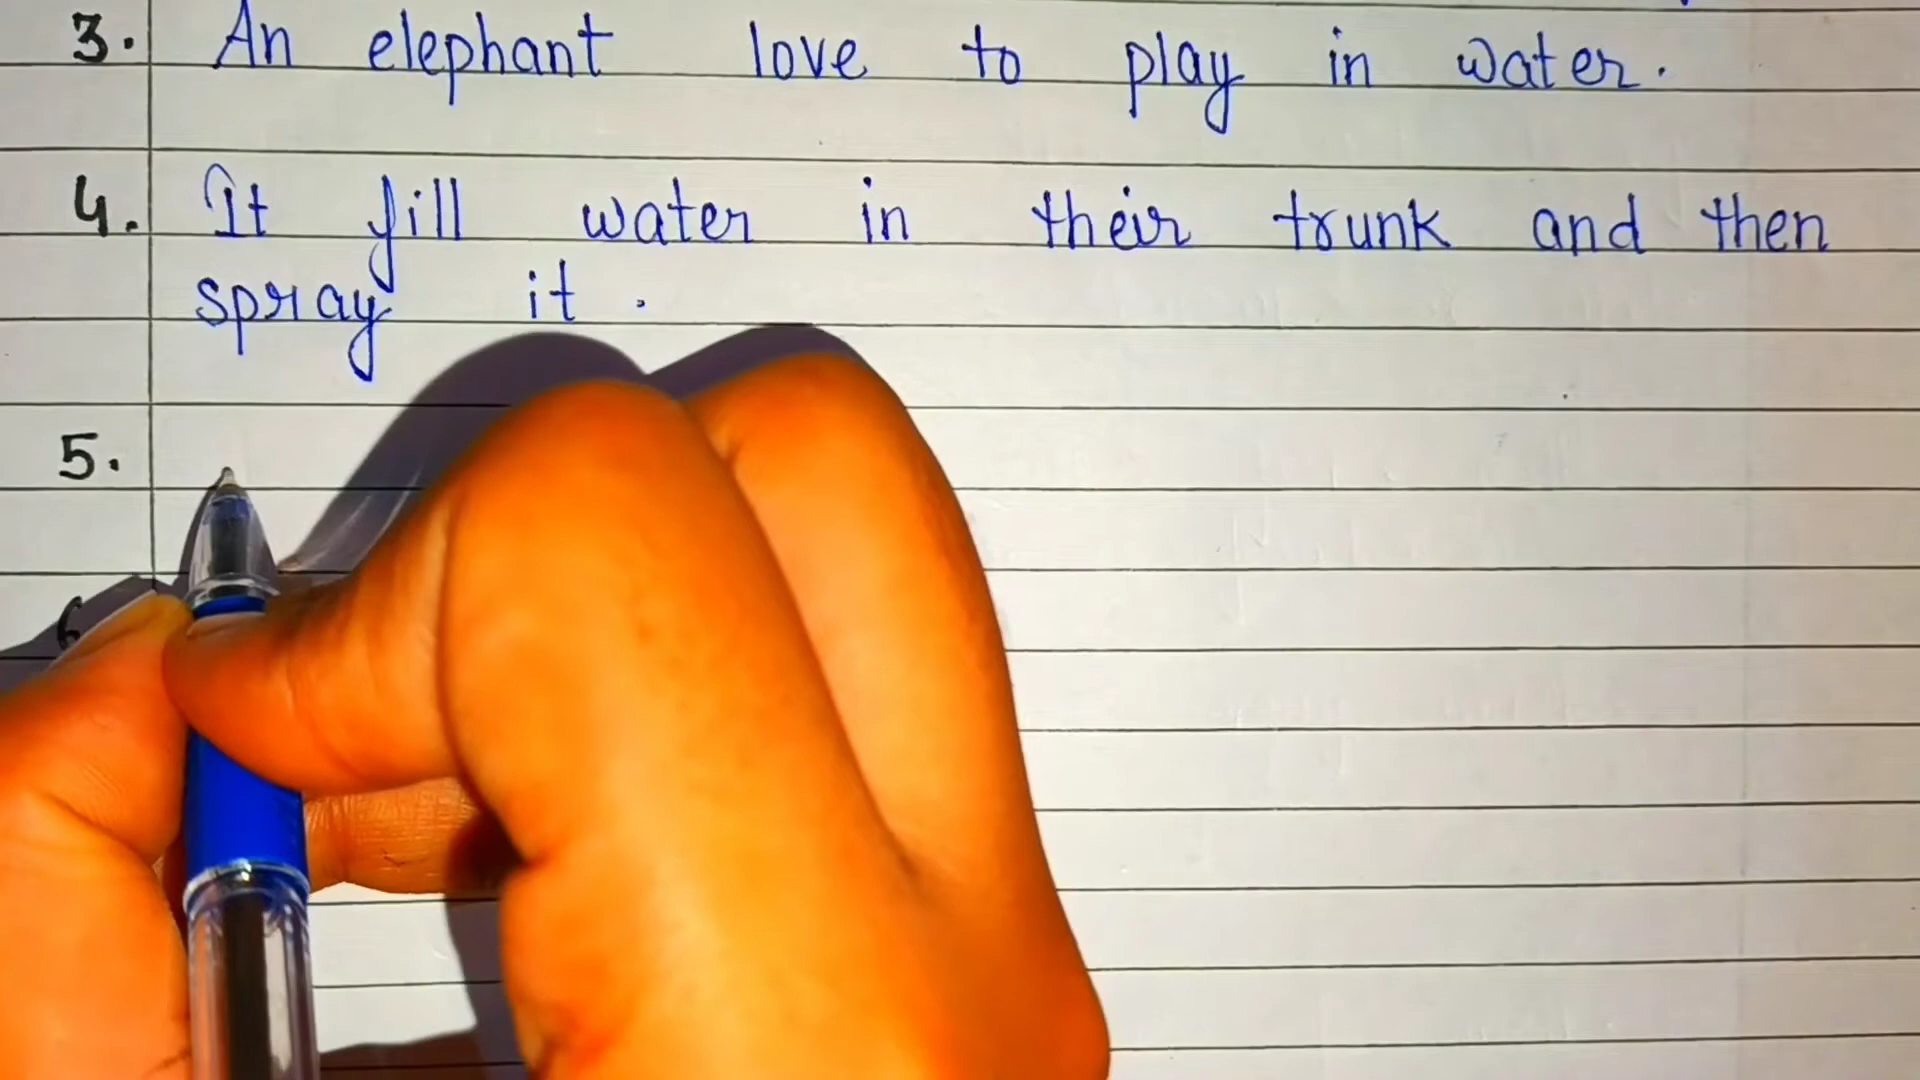 3. An elephant love to play in water.
4. It fill water in their trunk and then
spray it.
5.
6